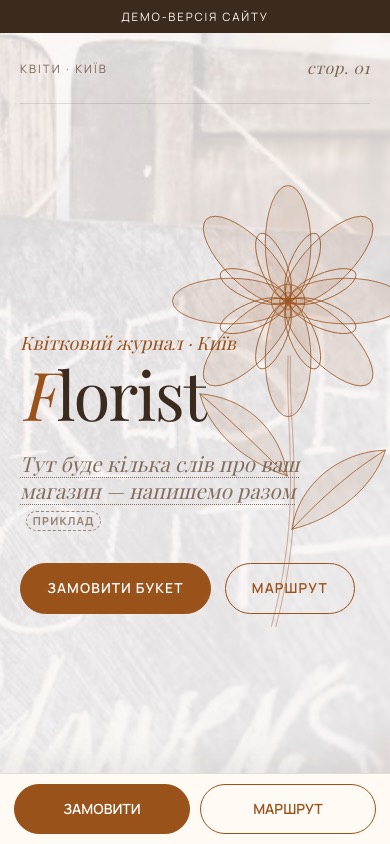 ДЕМО-ВЕРСІЯ САЙТУ
КВІТИ · КИЇВ
стор. 01
Квітковий журнал · Київ
Florist
Тут буде кілька слів про ваш
магазин — напишемо разом
ПРИКЛАД
ЗАМОВИТИ БУКЕТ
МАРШРУТ
ЗАМОВИТИ
МАРШРУТ